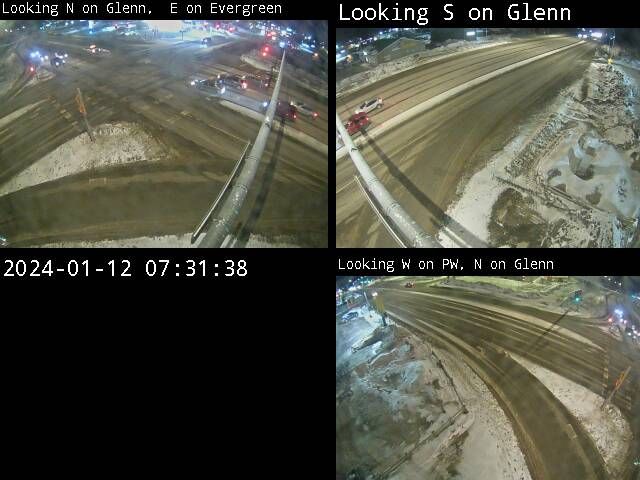 Looking N on Glenn,  E on Evergreen
Looking S on Glenn
2024-01-12 07:31:38
Looking W on PW, N on Glenn